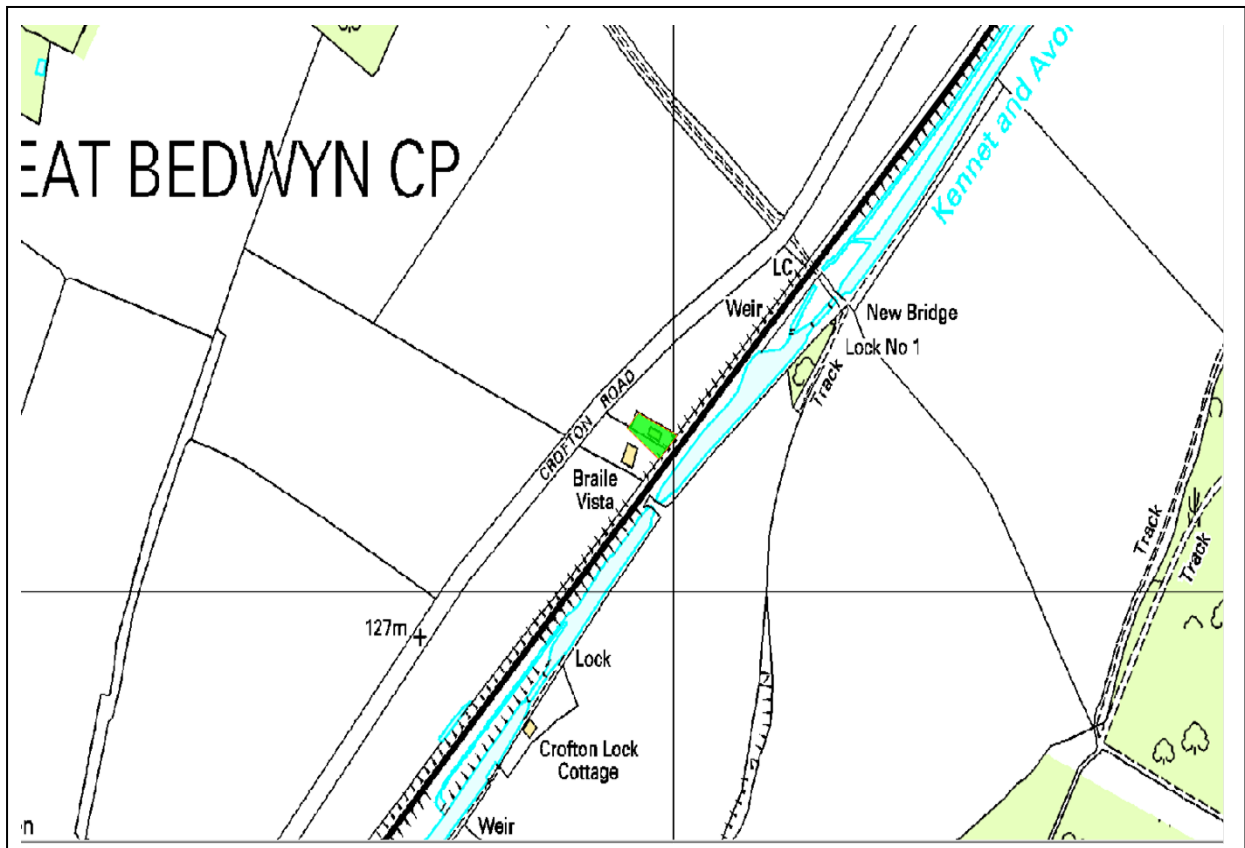 Kennet and Avon
EAT BEDWYN CP
LC
Weir
New Bridge
Lock No 1
Track
CROFTON ROAD
Braile
Vista
Track
Track
127m
Lock
Crofton Lock
Cottage
Weir
n